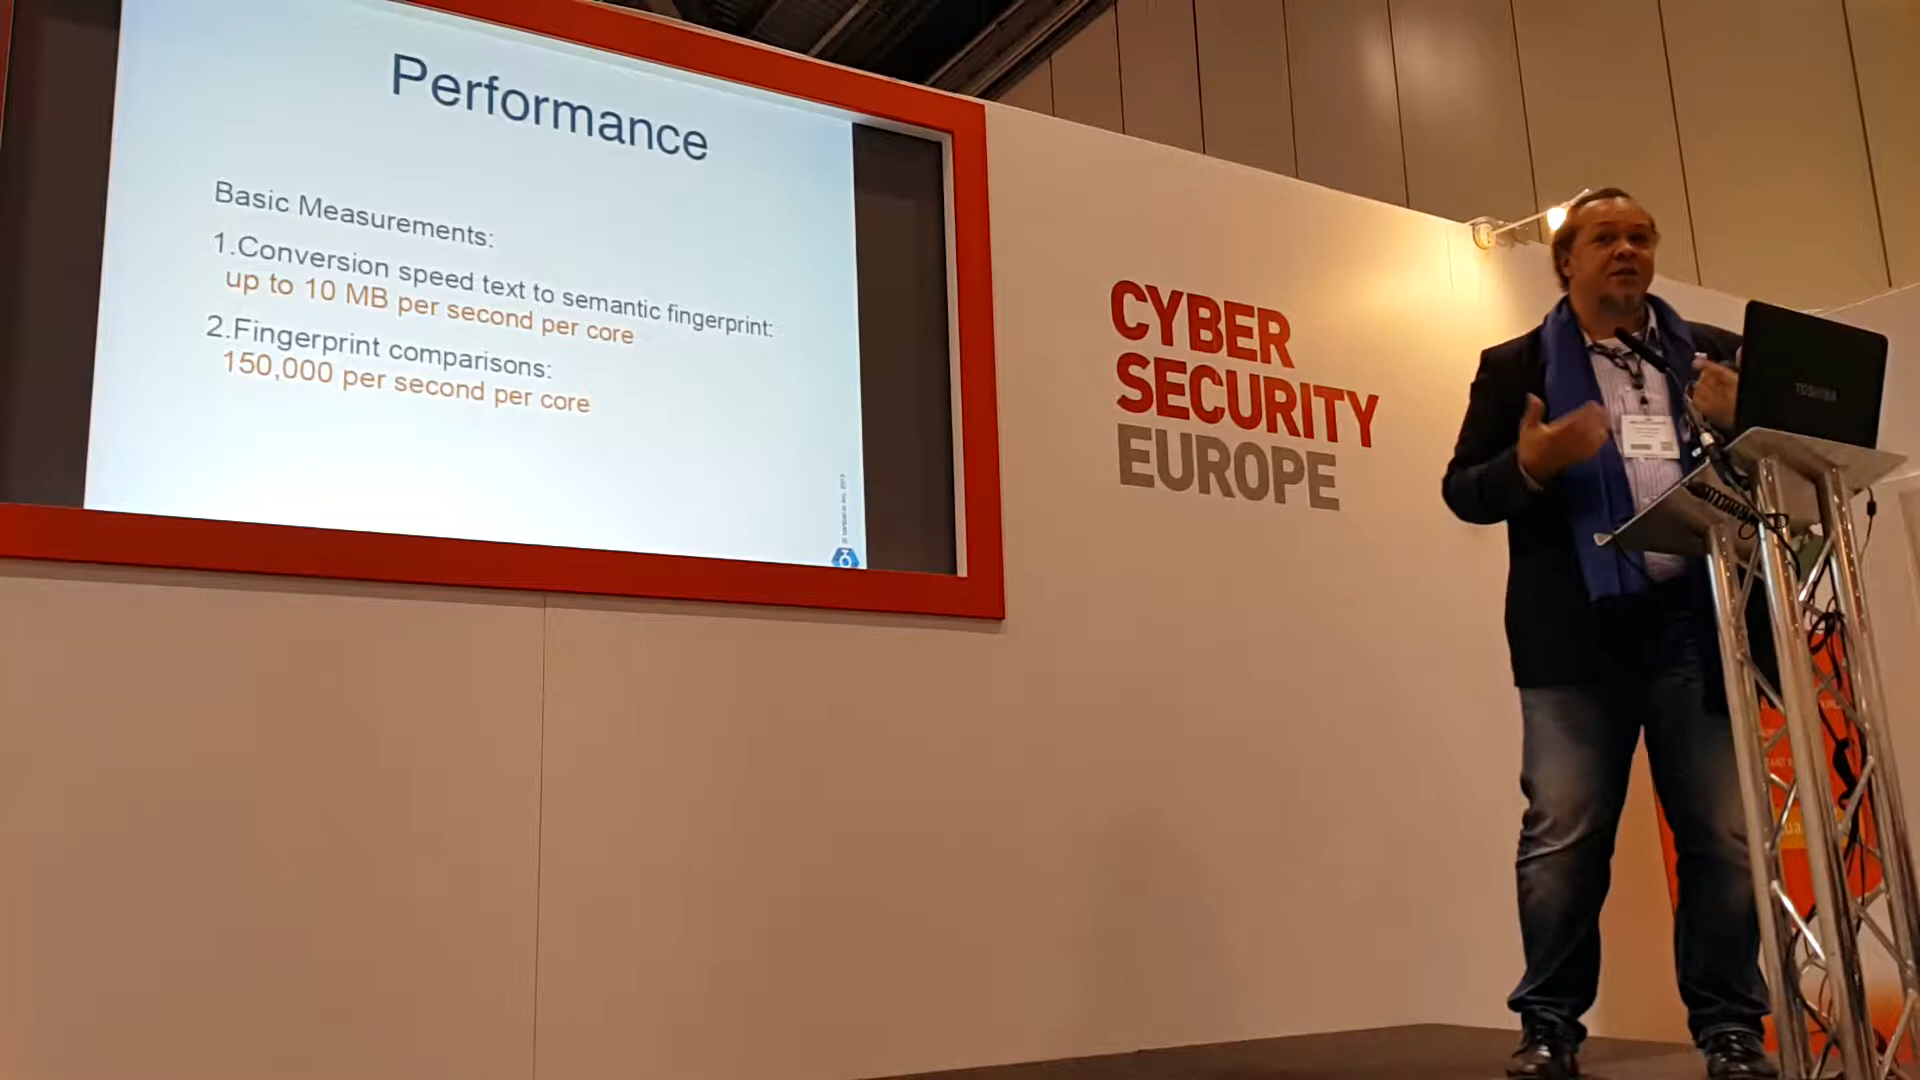 Performance
Basic Measurements:
1.Conversion speed text to semantic fingerprint:
up to 10 MB per second per core
2.Fingerprint comparisons:
150,000 per second per core
CYBER
SECURITY
EUROPE
TOSHIBA